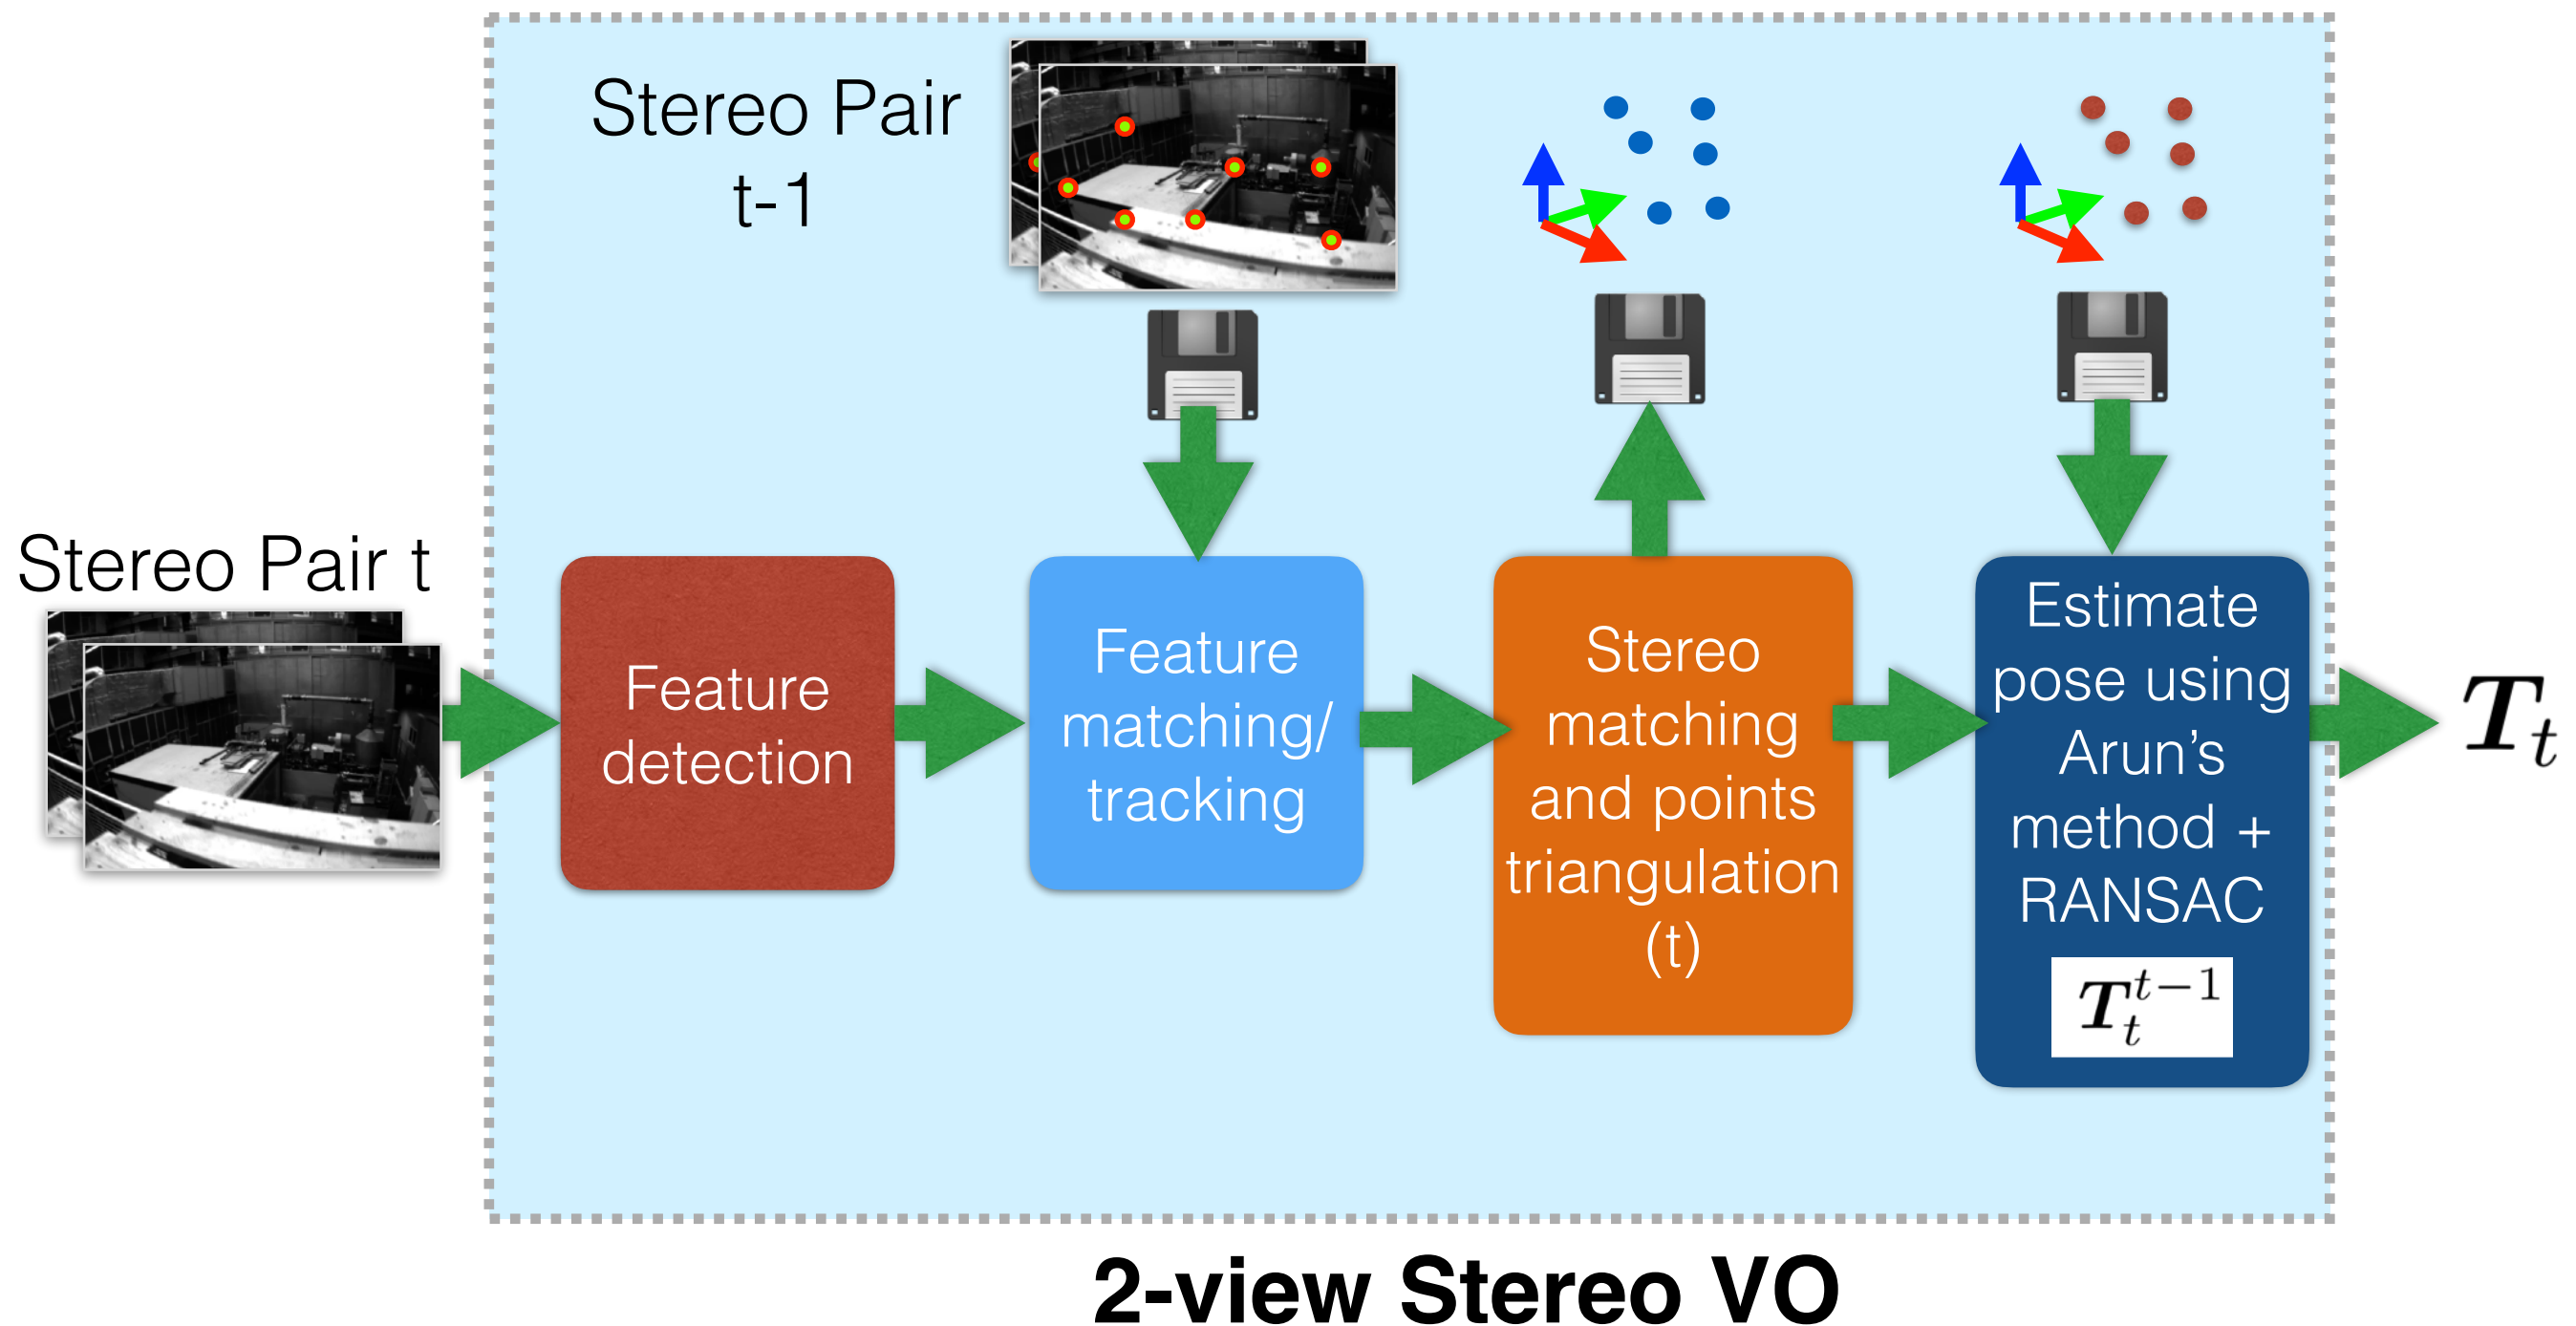 Stereo Pair
t-1
Stereo Pair t
Feature
detection
Feature
matching/
tracking
Stereo
matching
and points
triangulation
(t)
Estimate
pose using
Arun's
method +
RANSAC
T_t^{t-1}
T_t
2-view Stereo VO